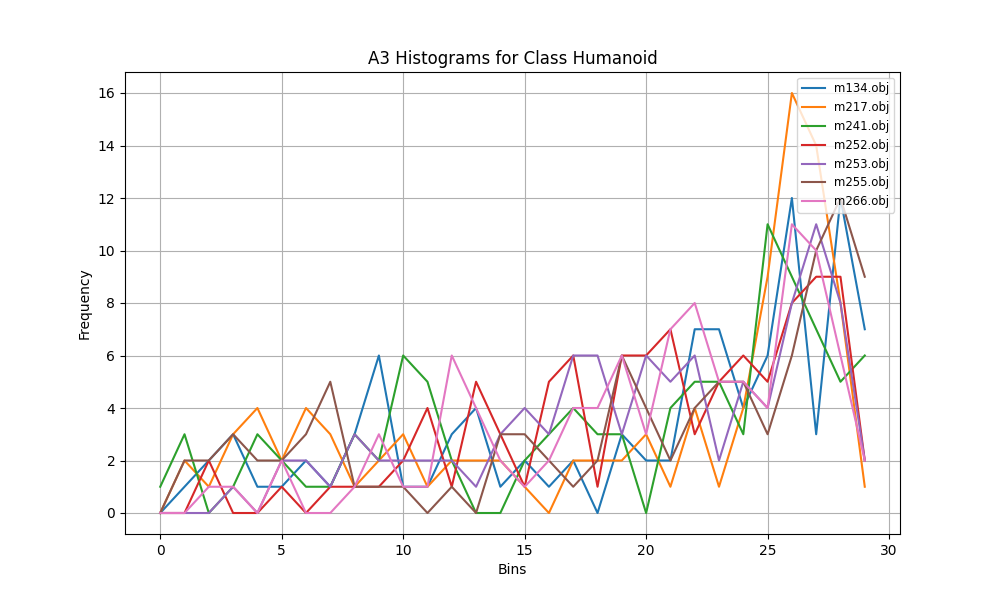 A3 Histograms for Class Humanoid
m134.obj
m217.obj
m241.obj
m252.obj
m253.obj
m255.obj
m266.obj
16
14
12
10
8
6
4
2
0
Frequency
0 5 10 15 20 25 30
Bins